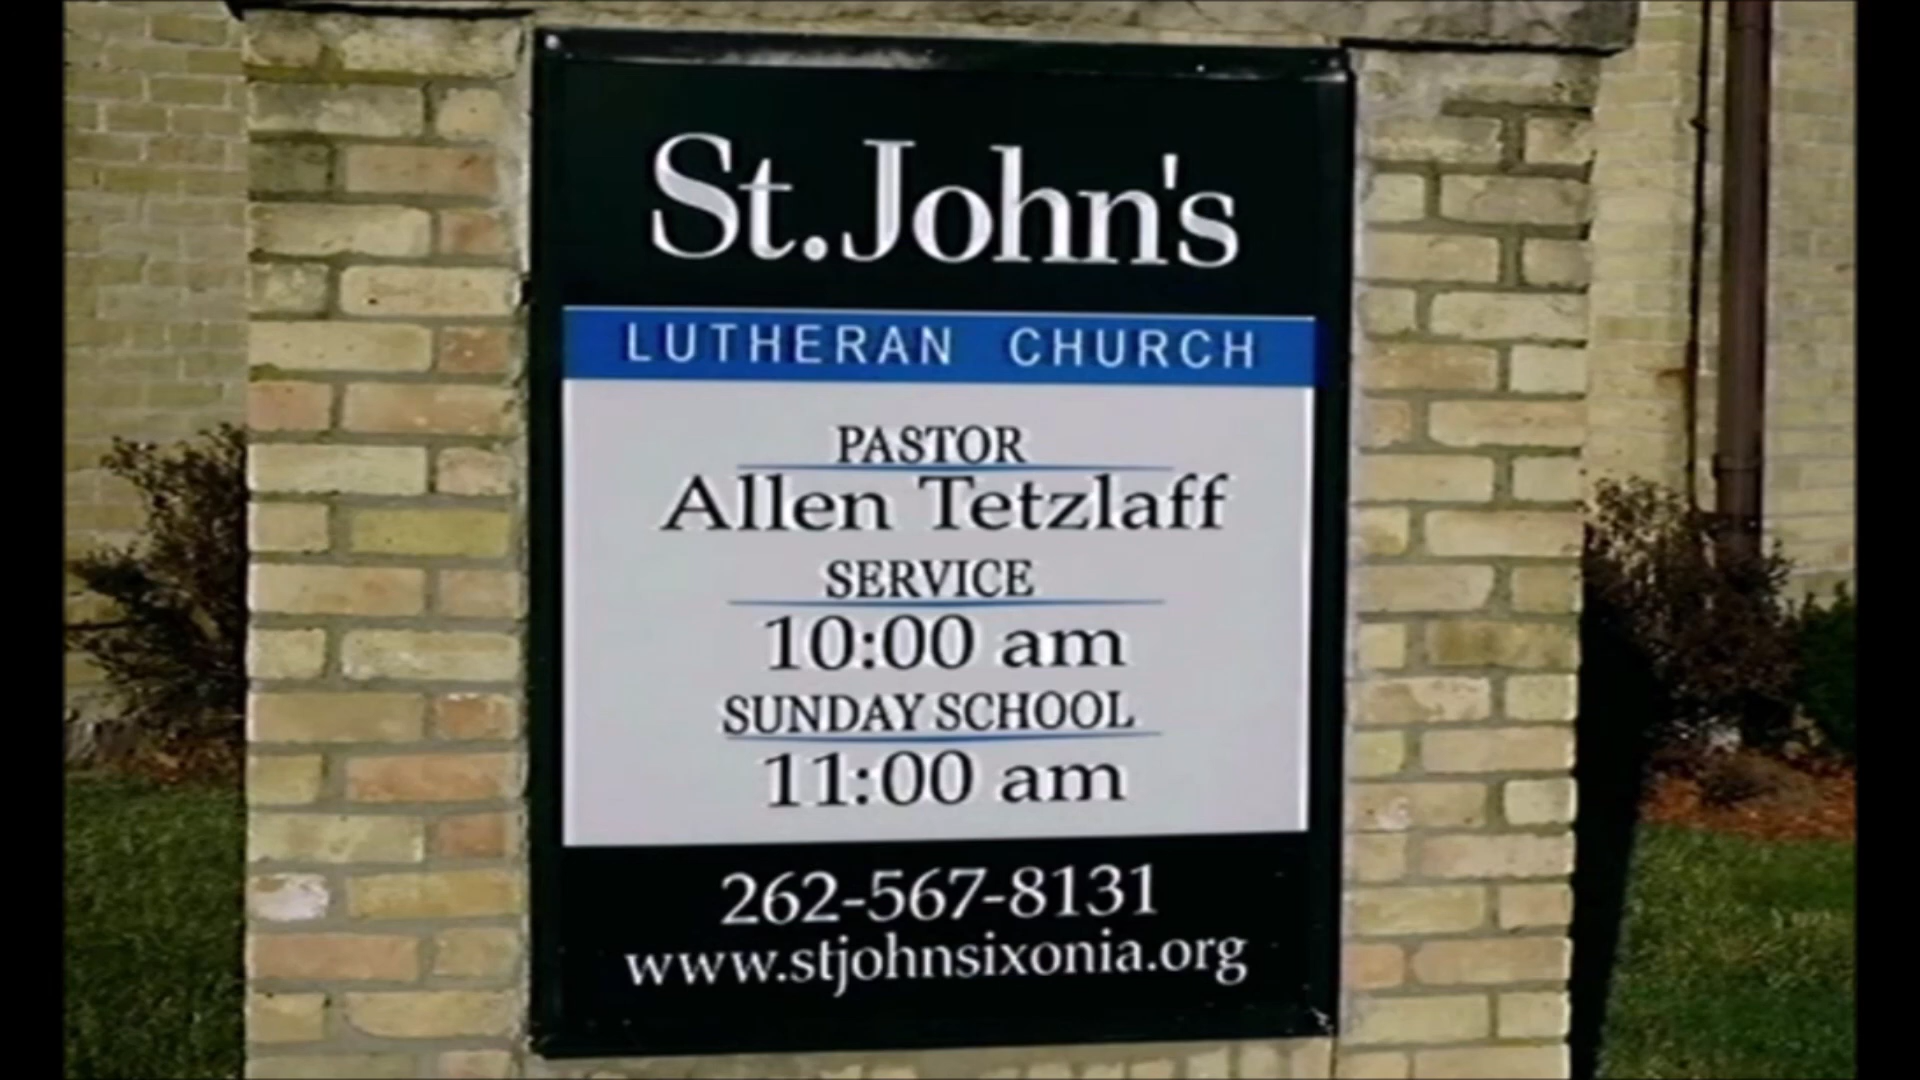 St. John's
LUTHERAN CHURCH
PASTOR
Allen Tetzlaff
SERVICE
10:00 am
SUNDAY SCHOOL
11:00 am
262-567-8131
www.stjohnsixonia.org